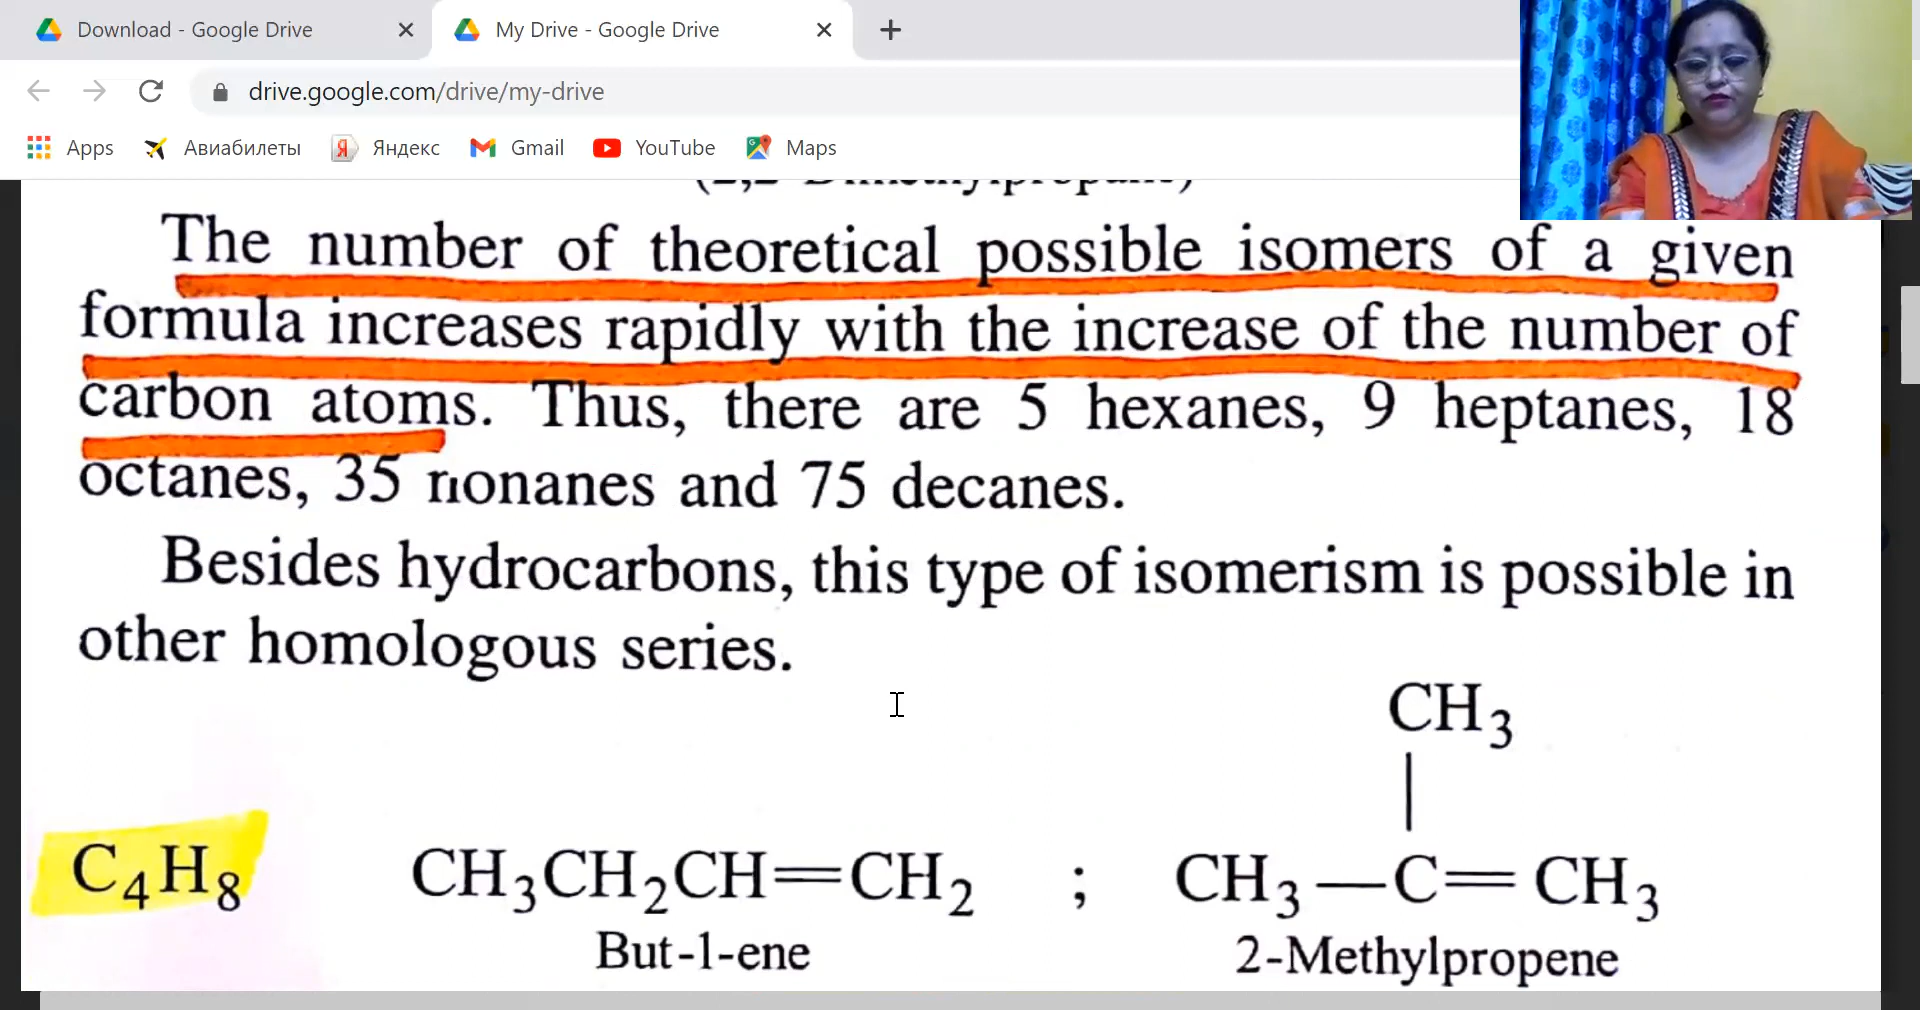 Download - Google Drive
My Drive - Google Drive
drive.google.com/drive/my-drive
Apps
Авиабилеты
Я
Яндекс
Gmail
YouTube
Maps
(2,2-Dimethylpropane)
The number of theoretical possible isomers of a given
formula increases rapidly with the increase of the number of
carbon atoms. Thus, there are 5 hexanes, 9 heptanes, 18
octanes, 35 nonanes and 75 decanes.
Besides hydrocarbons, this type of isomerism is possible in
other homologous series.
CH₃
|
C₄H₈ CH₃CH₂CH=CH₂ ; CH₃—C=CH₃
But-1-ene 2-Methylpropene